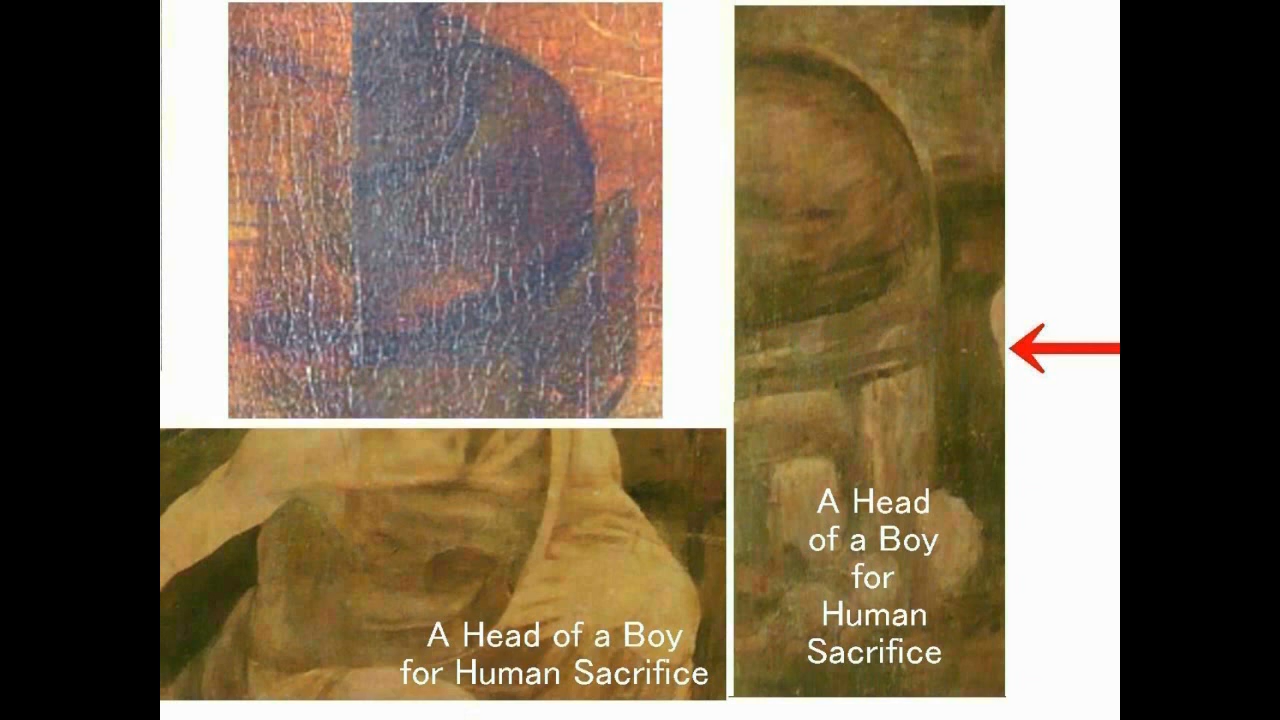 A Head of a Boy
for Human Sacrifice
A Head
of a Boy
for
Human
Sacrifice